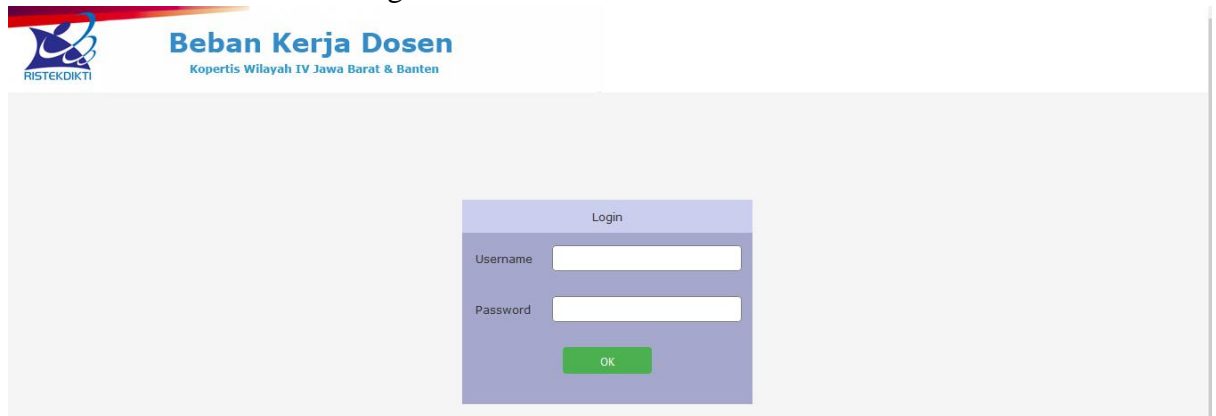 Beban Kerja Dosen
RISTEKDIKTI
Kopertis Wilayah IV Jawa Barat & Banten
Login
Username
Password
OK